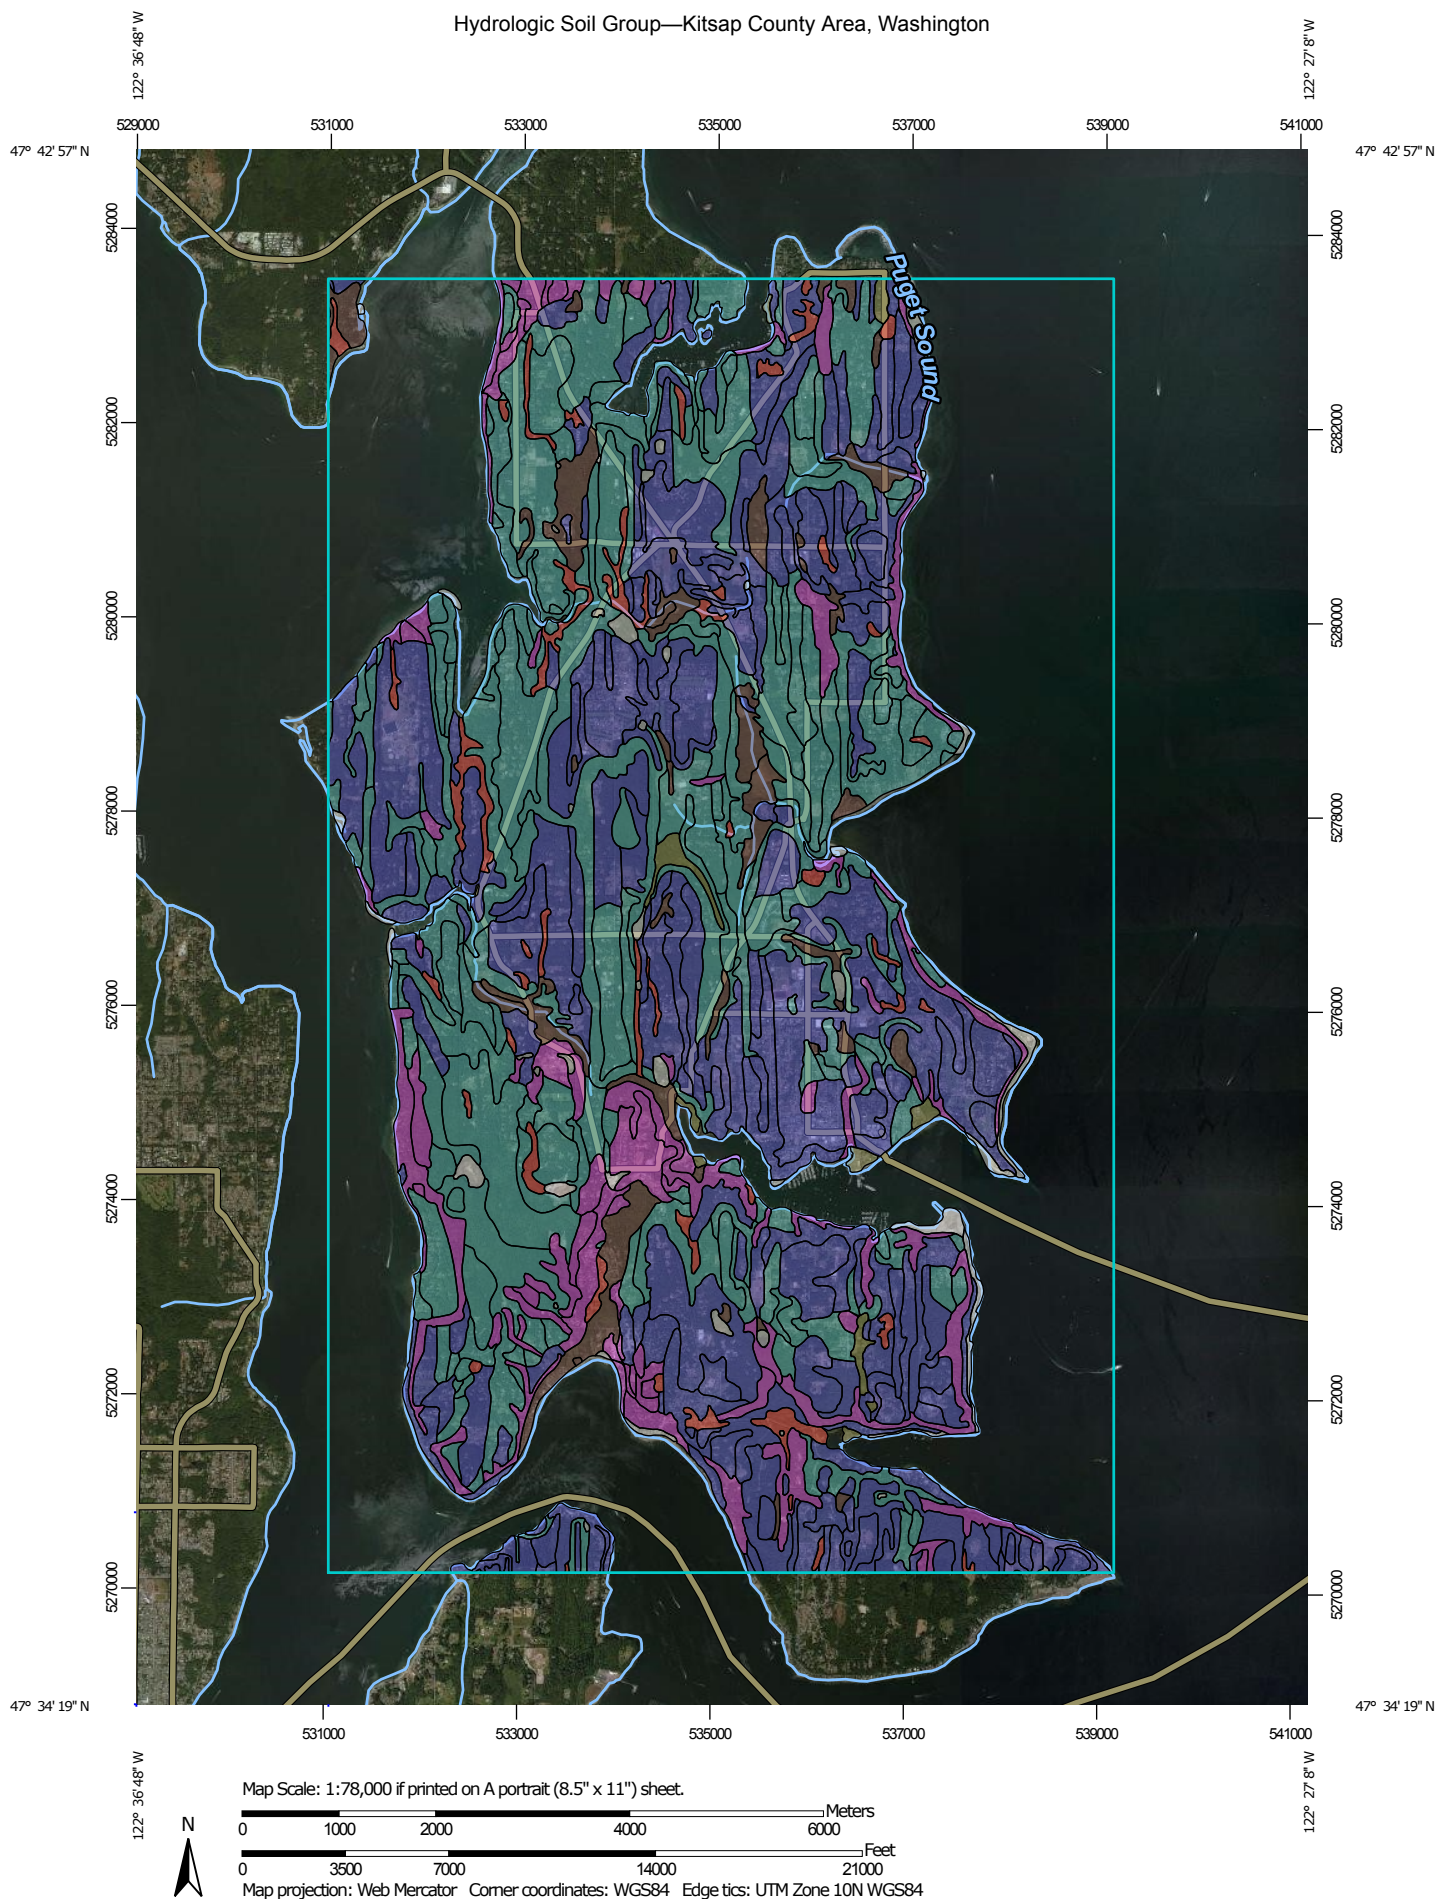 Hydrologic Soil Group—Kitsap County Area, Washington
122° 36' 48" W
122° 27' 8" W
529000 531000 533000 535000 537000 539000 541000
47° 42' 57" N
47° 42' 57" N
5284000
5284000
Puget Sound
5282000
5282000
5280000
5280000
5278000
5278000
5276000
5276000
5274000
5274000
5272000
5272000
5270000
5270000
47° 34' 19" N
47° 34' 19" N
531000 533000 535000 537000 539000 541000
122° 36' 48" W
122° 27' 8" W
Map Scale: 1:78,000 if printed on A portrait (8.5" x 11") sheet.
Meters
0 1000 2000 4000 6000
N
Feet
0 3500 7000 14000 21000
Map projection: Web Mercator Corner coordinates: WGS84 Edge tics: UTM Zone 10N WGS84